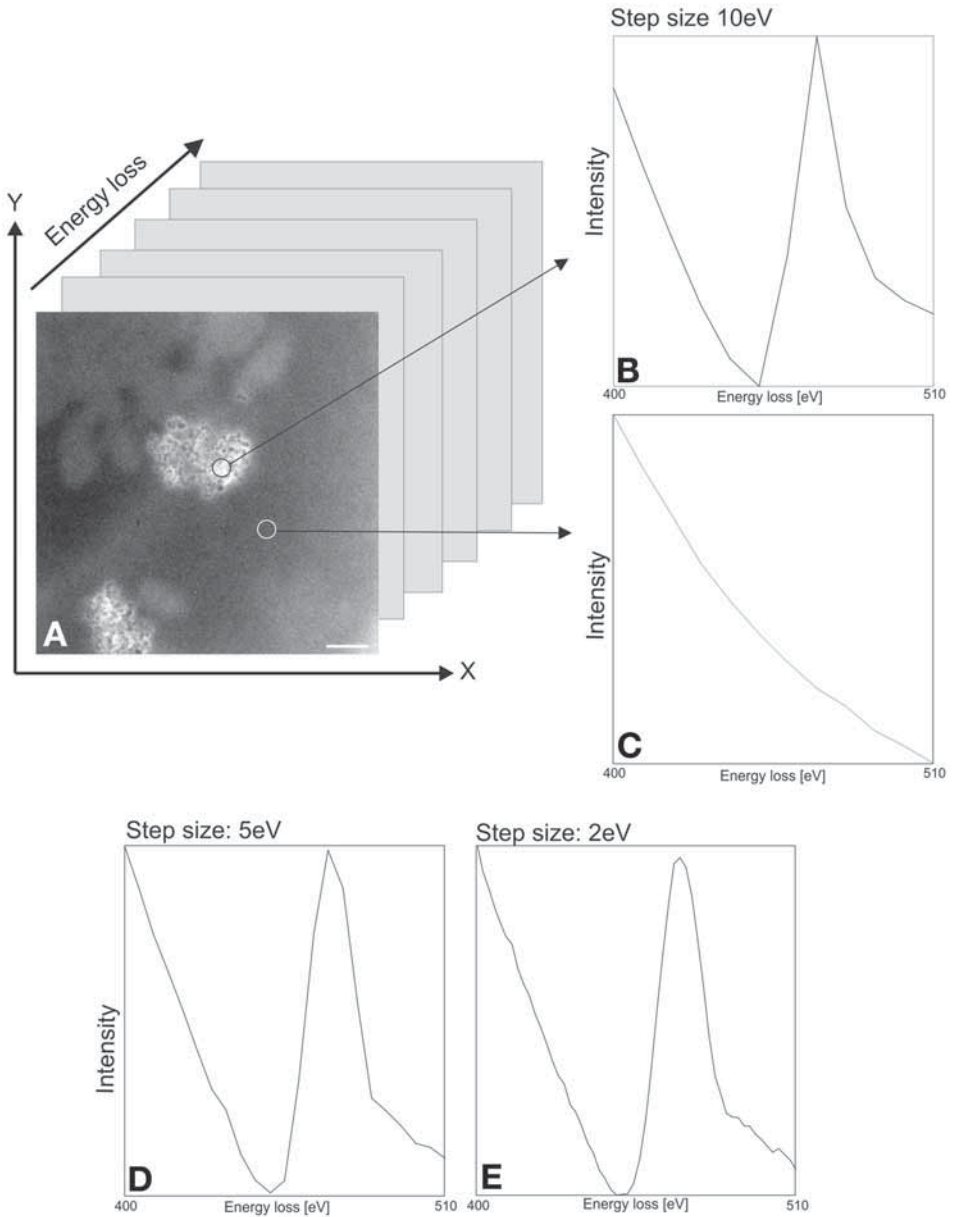 Step size 10eV
Energy loss
Y
Intensity
B
400
Energy loss [eV]
510
A
X
Intensity
C
400
Energy loss [eV]
510
Step size: 5eV
Step size: 2eV
Intensity
D
E
400
Energy loss [eV]
510
400
Energy loss [eV]
510